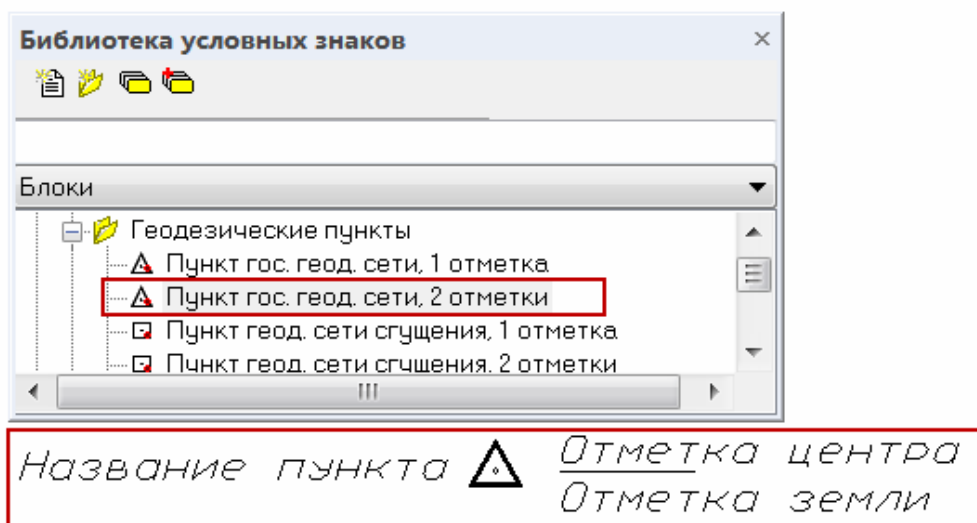 Библиотека условных знаков
Блоки
Геодезические пункты
Пункт гос. геод. сети, 1 отметка
Пункт гос. геод. сети, 2 отметки
Пункт геод. сети сгущения, 1 отметка
Пункт геод. сети сгущения, 2 отметки
Название пункта Отметка центра
Отметка земли